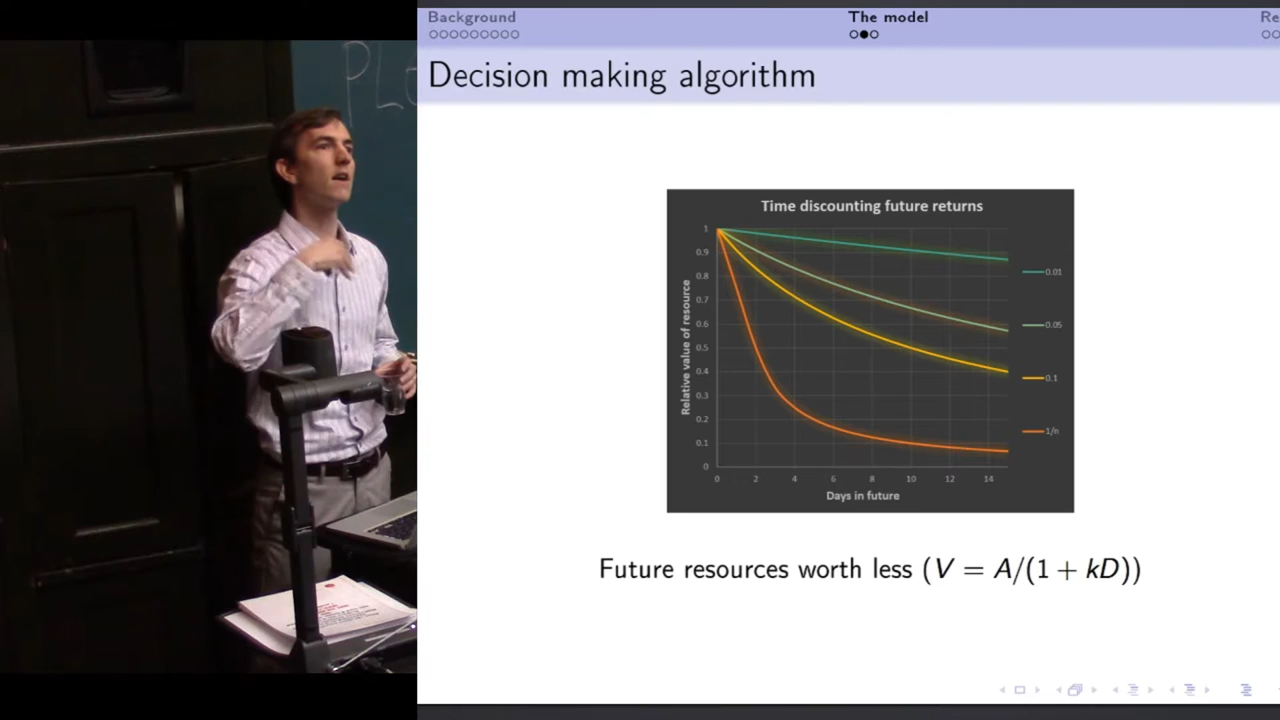 Background
The model
Re
Decision making algorithm
Time discounting future returns
Relative value of resource
1
0.9
0.8
0.7
0.6
0.5
0.4
0.3
0.2
0.1
0
0 2 4 6 8 10 12 14
Days in future
0.01
0.05
0.1
1/n
Future resources worth less (V = A/(1 + kD))